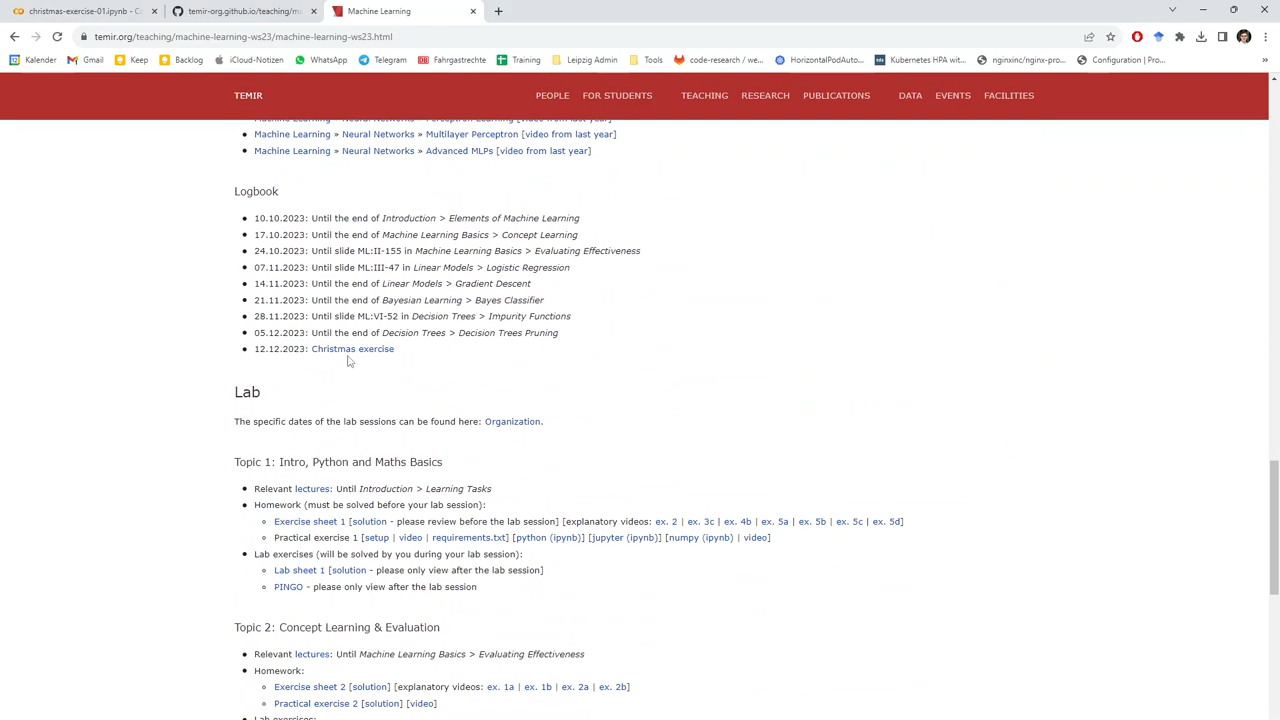 christmas-exercise-01.ipynb - Co
temir-org.github.io/teaching/ma
Machine Learning
temir.org/teaching/machine-learning-ws23/machine-learning-ws23.html
Kalender Gmail Keep Backlog iCloud-Notizen WhatsApp Telegram Fahrgastrechte Training Leipzig Admin Tools code-research / we... HorizontalPodAuto... Kubernetes HPA wit... nginxinc/nginx-pro... Configuration | Pro...
TEMIR PEOPLE FOR STUDENTS TEACHING RESEARCH PUBLICATIONS DATA EVENTS FACILITIES
Machine Learning » Neural Networks » Perceptron Learning [video from last year]
Machine Learning » Neural Networks » Multilayer Perceptron [video from last year]
Machine Learning » Neural Networks » Advanced MLPs [video from last year]
Logbook
10.10.2023: Until the end of Introduction > Elements of Machine Learning
17.10.2023: Until the end of Machine Learning Basics > Concept Learning
24.10.2023: Until slide ML:II-155 in Machine Learning Basics > Evaluating Effectiveness
07.11.2023: Until slide ML:III-47 in Linear Models > Logistic Regression
14.11.2023: Until the end of Linear Models > Gradient Descent
21.11.2023: Until the end of Bayesian Learning > Bayes Classifier
28.11.2023: Until slide ML:VI-52 in Decision Trees > Impurity Functions
05.12.2023: Until the end of Decision Trees > Decision Trees Pruning
12.12.2023: Christmas exercise
Lab
The specific dates of the lab sessions can be found here: Organization.
Topic 1: Intro, Python and Maths Basics
Relevant lectures: Until Introduction > Learning Tasks
Homework (must be solved before your lab session):
Exercise sheet 1 [solution - please review before the lab session] [explanatory videos: ex. 2 | ex. 3c | ex. 4b | ex. 5a | ex. 5b | ex. 5c | ex. 5d]
Practical exercise 1 [setup | video | requirements.txt] [python (ipynb)] [jupyter (ipynb)] [numpy (ipynb) | video]
Lab exercises (will be solved by you during your lab session):
Lab sheet 1 [solution - please only view after the lab session]
PINGO - please only view after the lab session
Topic 2: Concept Learning & Evaluation
Relevant lectures: Until Machine Learning Basics > Evaluating Effectiveness
Homework:
Exercise sheet 2 [solution] [explanatory videos: ex. 1a | ex. 1b | ex. 2a | ex. 2b]
Practical exercise 2 [solution] [video]
Lab exercises: